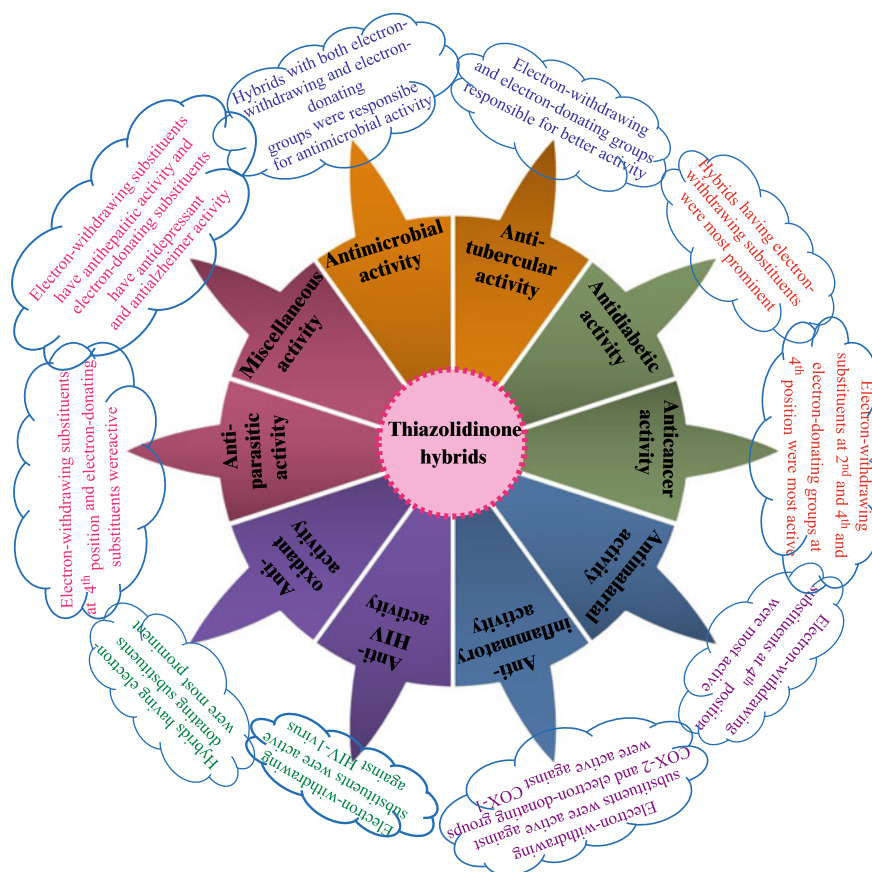 Thiazolidinone
hybrids
Antimicrobial
activity
Hybrids with both electron-
withdrawing and electron-
donating
groups were responsibe
for antimicrobial activity
Anti-
tubercular
activity
Electron-withdrawing
and electron-donating groups
responsible for better activity
Antidiabetic
activity
Hybrids having electron-
withdrawing substituents
were most prominent
Anticancer
activity
Electron-withdrawing
substituents at 2nd and 4th and
electron-donating groups at
4th position were most active
Antimalarial
activity
Electron-withdrawing
substituents at 4th position
were most active
Anti-
inflammatory
activity
Electron-withdrawing
substituents were active against
COX-2 and electron-donating groups
were active against COX-1
Anti-
HIV
activity
Electron-withdrawing
substituents were active
against HIV-1virus
Anti-
oxidant
activity
Hybrids having electron-
donating substituents
were most prominent
Anti-
parasitic
activity
Electron-withdrawing substituents
at 4th position and electron-donating
substituents wereactive
Miscellaneous
activity
Electron-withdrawing substituents
have antihepatitic activity and
electron-donating substituents
have antidepressant
and antialzheimer activity